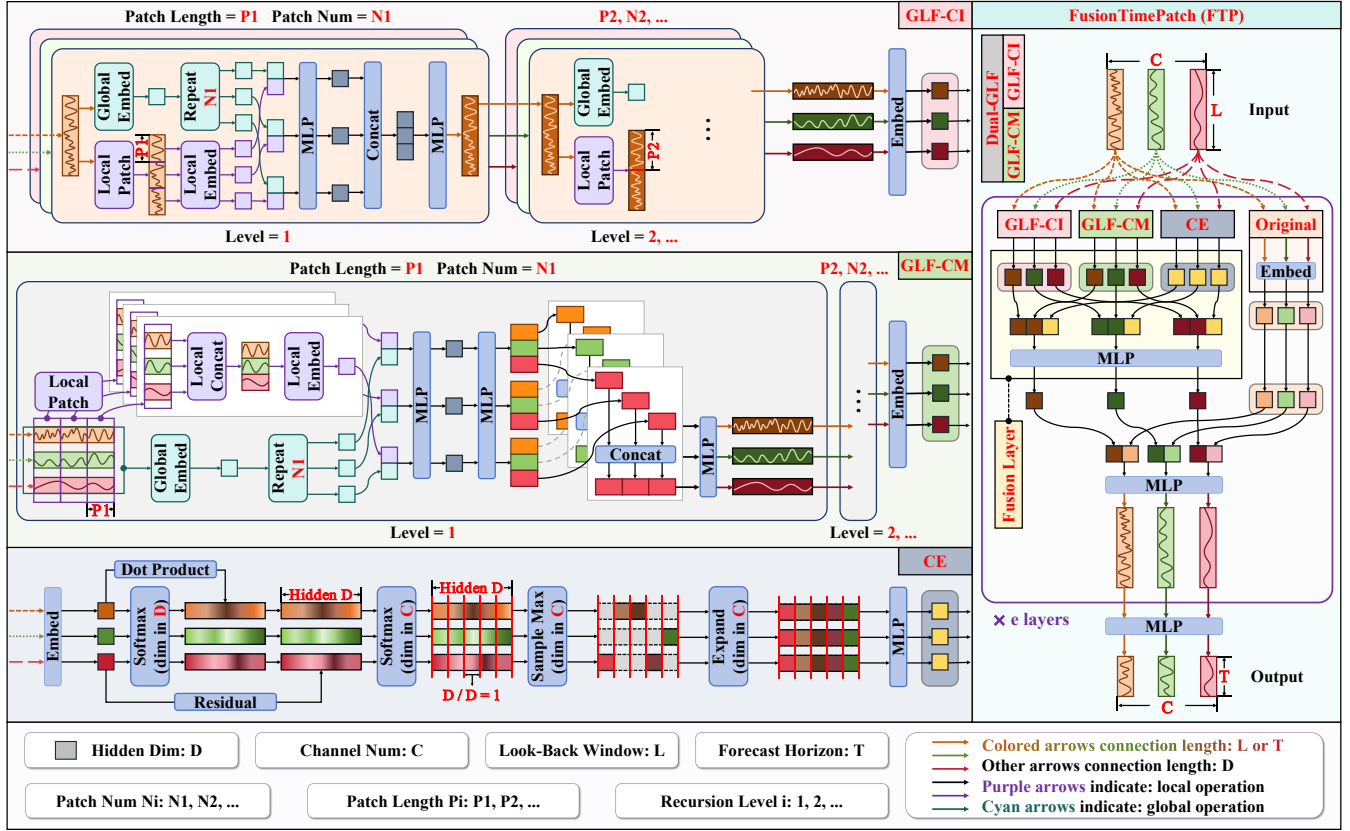 Patch Length = P1 Patch Num = N1
P2, N2, ...
GLF-CI
Global Embed
Repeat N1
Local Patch
P1
Local Embed
MLP
Concat
MLP
Level = 1
Global Embed
Local Patch
P2
...
Level = 2, ...
Embed
Patch Length = P1 Patch Num = N1
P2, N2, ...
GLF-CM
Local Patch
Local Concat
Local Embed
P1
Global Embed
Repeat N1
MLP
MLP
Concat
MLP
Level = 1
...
Level = 2, ...
Embed
CE
Embed
Dot Product
Softmax (dim in D)
Residual
Hidden D
Softmax (dim in C)
Hidden D
D / D = 1
Sample Max (dim in C)
Expand (dim in C)
MLP
FusionTimePatch (FTP)
Dual-GLF
GLF-CI
GLF-CM
C
L
Input
GLF-CI
GLF-CM
CE
Original
Embed
MLP
Fusion Layer
MLP
× e layers
MLP
T
Output
C
Hidden Dim: D
Channel Num: C
Look-Back Window: L
Forecast Horizon: T
Patch Num Ni: N1, N2, ...
Patch Length Pi: P1, P2, ...
Recursion Level i: 1, 2, ...
Colored arrows connection length: L or T
Other arrows connection length: D
Purple arrows indicate: local operation
Cyan arrows indicate: global operation